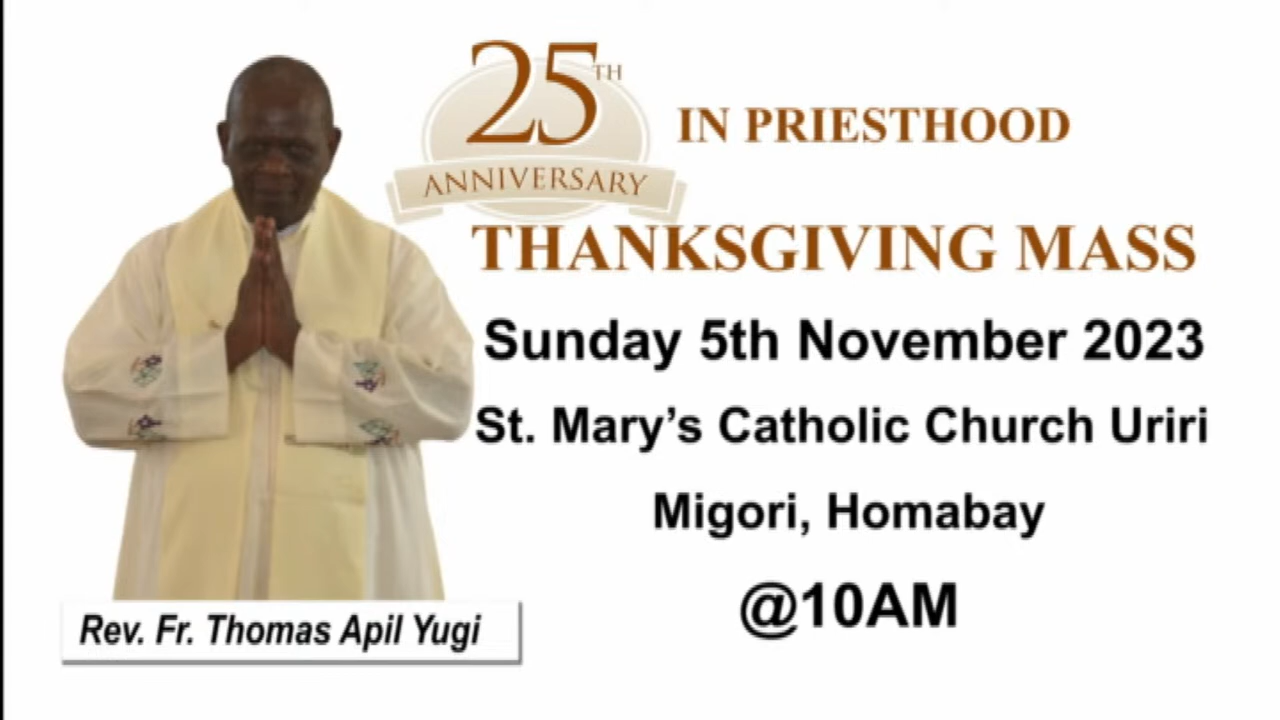 25TH
ANNIVERSARY
IN PRIESTHOOD
THANKSGIVING MASS
Sunday 5th November 2023
St. Mary's Catholic Church Uriri
Migori, Homabay
@10AM
Rev. Fr. Thomas Apil Yugi